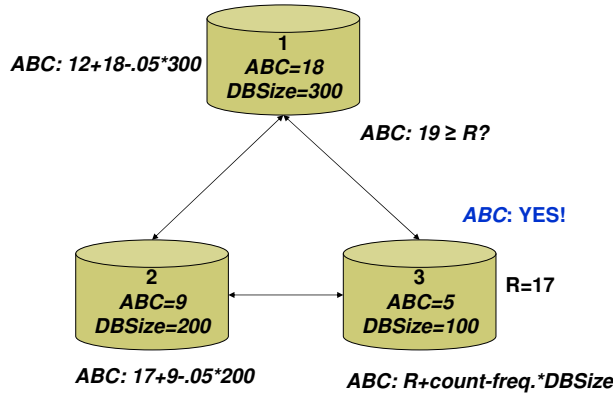 1
ABC: 12+18-.05*300
ABC=18
DBSize=300
ABC: 19 ≥ R?
ABC: YES!
2
ABC=9
DBSize=200
3
ABC=5
DBSize=100
R=17
ABC: 17+9-.05*200
ABC: R+count-freq.*DBSize